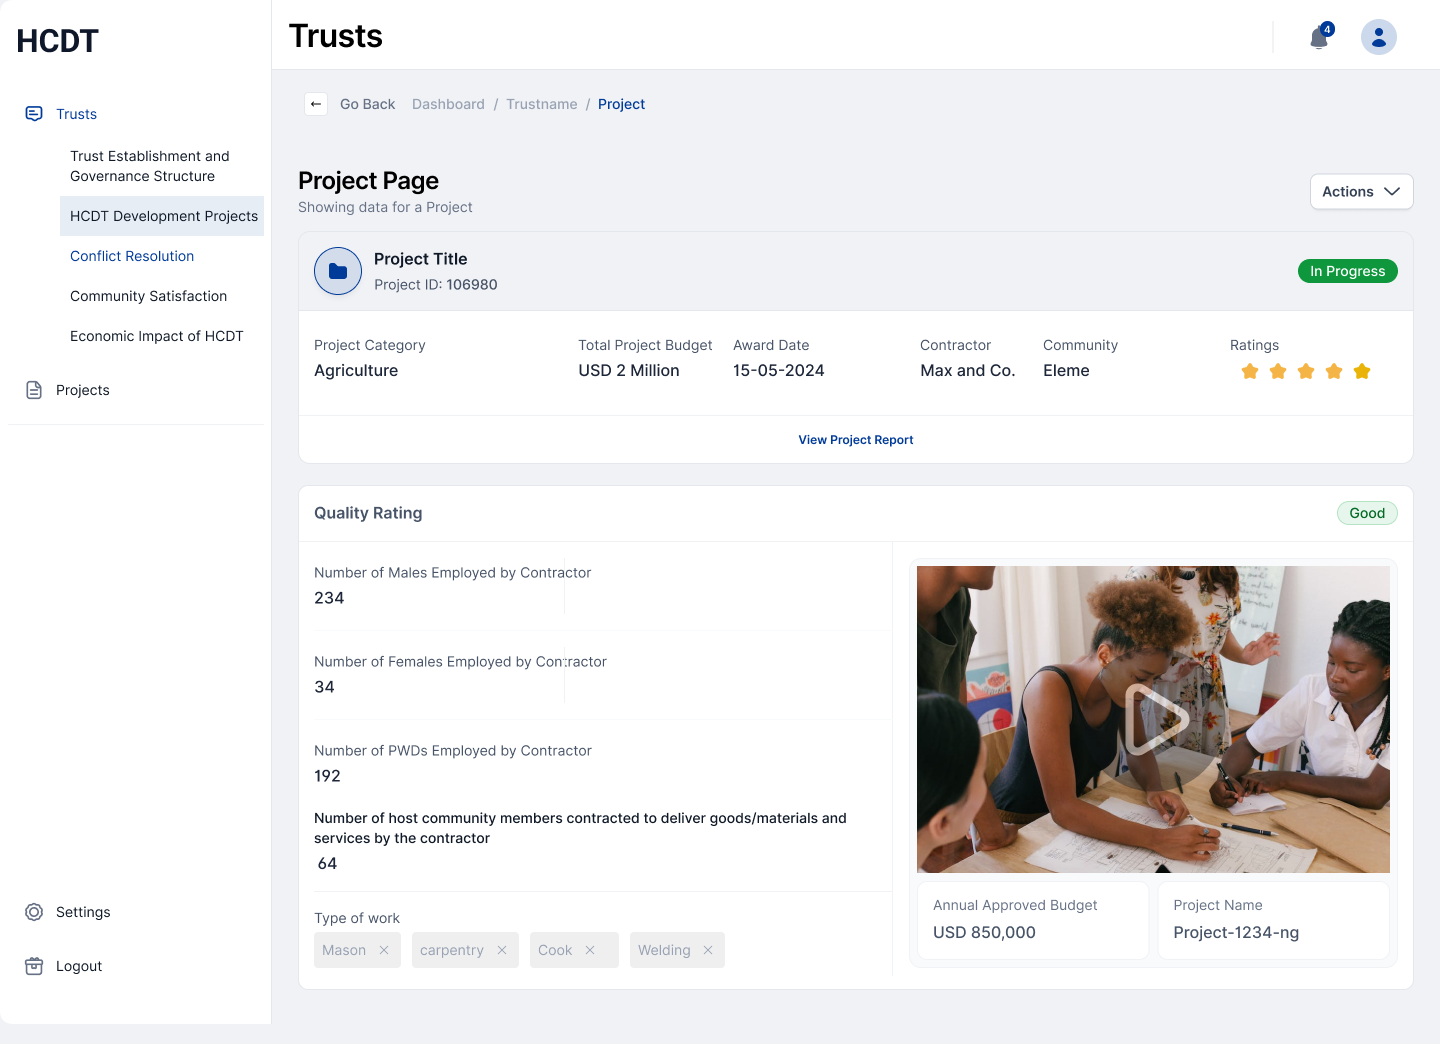 HCDT
Trusts
4
Trusts
Trust Establishment and
Governance Structure
HCDT Development Projects
Conflict Resolution
Community Satisfaction
Economic Impact of HCDT
Projects
Settings
Logout
← Go Back Dashboard / Trustname / Project
Project Page
Showing data for a Project
Actions
Project Title
Project ID: 106980
In Progress
Project Category
Agriculture
Total Project Budget
USD 2 Million
Award Date
15-05-2024
Contractor
Max and Co.
Community
Eleme
Ratings
View Project Report
Quality Rating
Good
Number of Males Employed by Contractor
234
Number of Females Employed by Contractor
34
Number of PWDs Employed by Contractor
192
Number of host community members contracted to deliver goods/materials and
services by the contractor
64
Type of work
Mason × carpentry × Cook × Welding ×
Annual Approved Budget
USD 850,000
Project Name
Project-1234-ng